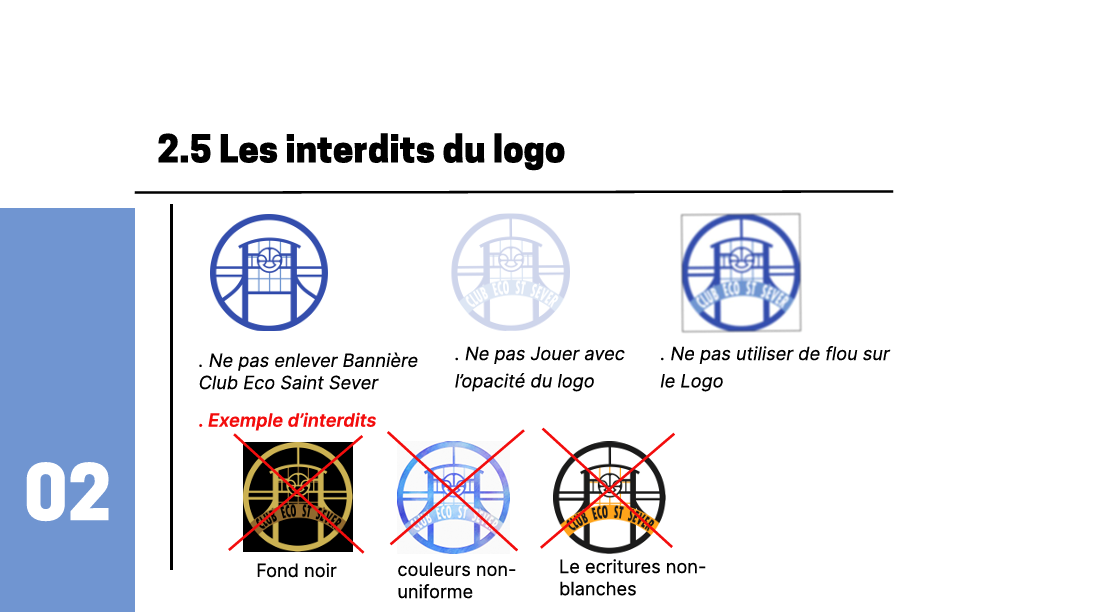 2.5 Les interdits du logo
CLUB ECO ST SEVER
CLUB ECO ST SEVER
. Ne pas enlever Bannière
Club Eco Saint Sever
. Ne pas Jouer avec
l’opacité du logo
. Ne pas utiliser de flou sur
le Logo
. Exemple d’interdits
02
CLUB ECO ST SEVER
CLUB ECO ST SEVER
CLUB ECO ST SEVER
Fond noir
couleurs non-
uniforme
Le ecritures non-
blanches